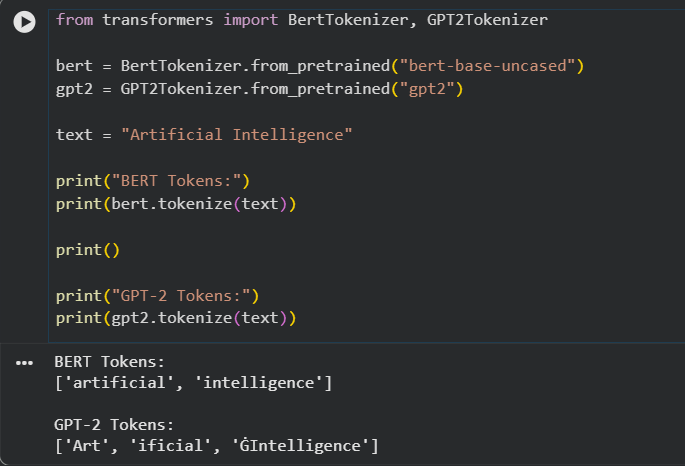 from transformers import BertTokenizer, GPT2Tokenizer
bert = BertTokenizer.from_pretrained("bert-base-uncased")
gpt2 = GPT2Tokenizer.from_pretrained("gpt2")
text = "Artificial Intelligence"
print("BERT Tokens:")
print(bert.tokenize(text))
print()
print("GPT-2 Tokens:")
print(gpt2.tokenize(text))
BERT Tokens:
['artificial', 'intelligence']
GPT-2 Tokens:
['Art', 'ificial', 'ĠIntelligence']